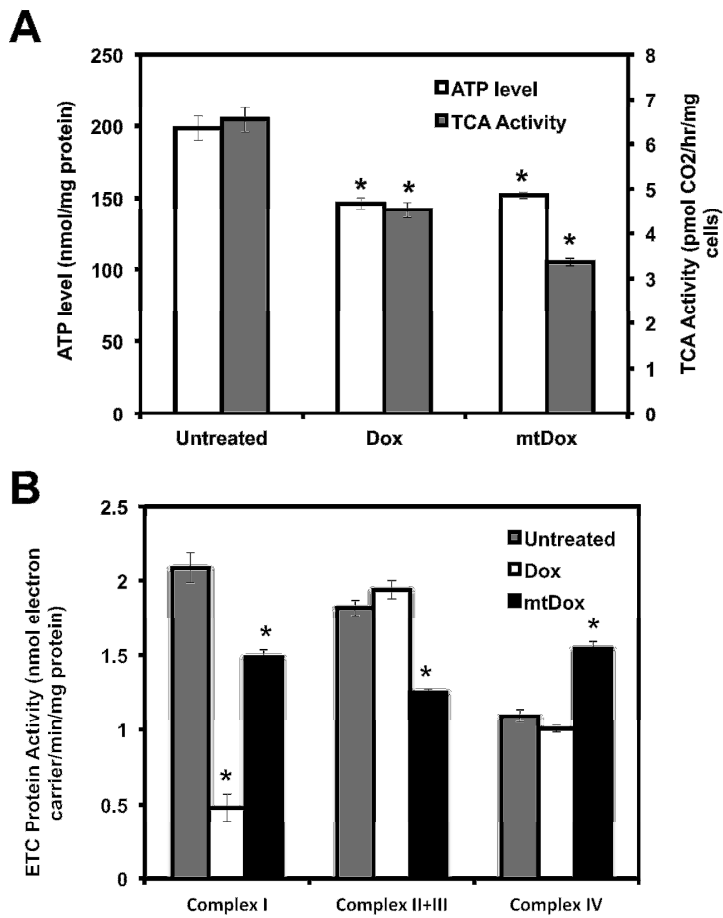 A
ATP level (nmol/mg protein)
250
200
150
100
50
0
ATP level
TCA Activity
*
*
*
*
8
7
6
5
4
3
2
1
0
TCA Activity (pmol CO2/hr/mg
cells)
Untreated
Dox
mtDox
B
ETC Protein Activity (nmol electron
carrier/min/mg protein)
2.5
2
1.5
1
0.5
0
Untreated
Dox
mtDox
*
*
*
*
Complex I
Complex II+III
Complex IV